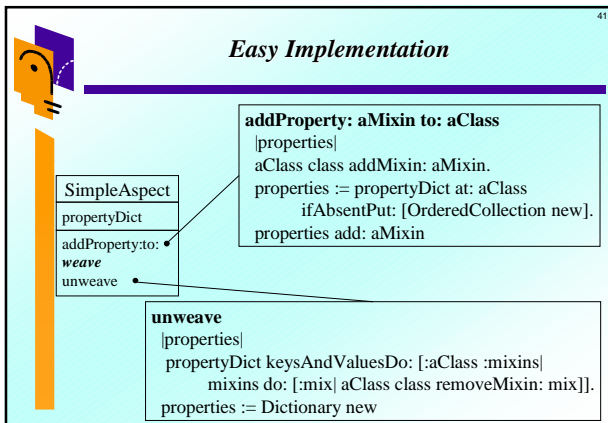 41
Easy Implementation
addProperty: aMixin to: aClass
|properties|
aClass class addMixin: aMixin.
properties := propertyDict at: aClass
ifAbsentPut: [OrderedCollection new].
properties add: aMixin
SimpleAspect
propertyDict
addProperty:to:
weave
unweave
unweave
|properties|
propertyDict keysAndValuesDo: [:aClass :mixins|
mixins do: [:mix| aClass class removeMixin: mix]].
properties := Dictionary new